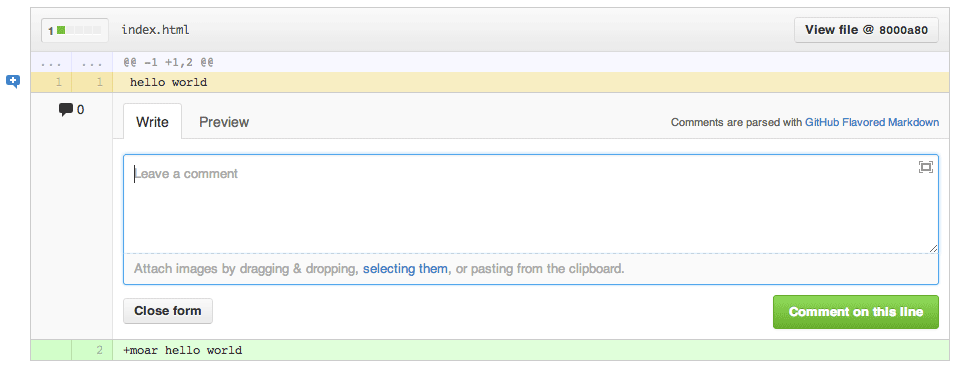 1 index.html View file @ 8000a80
... ... @@ -1 +1,2 @@
1 1 hello world
0 Write Preview Comments are parsed with GitHub Flavored Markdown
Leave a comment
Attach images by dragging & dropping, selecting them, or pasting from the clipboard.
Close form Comment on this line
2 +moar hello world